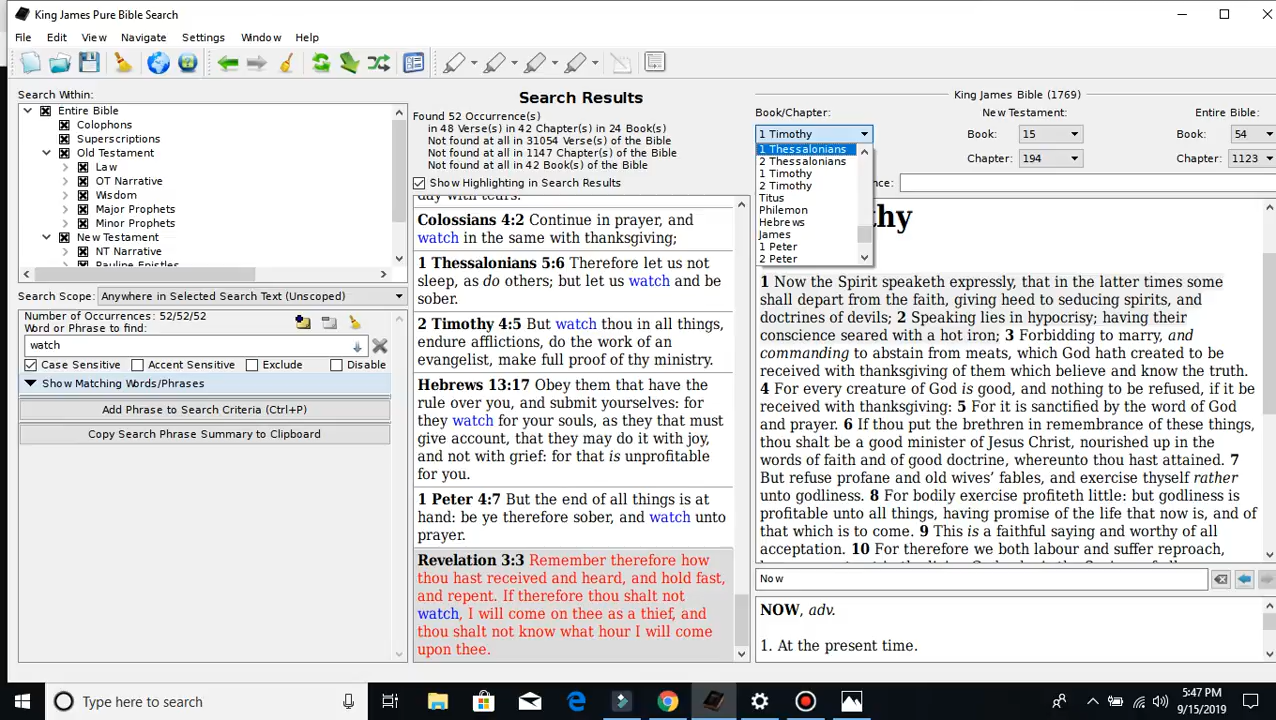 King James Pure Bible Search
File Edit View Navigate Settings Window Help
Search Within:
Entire Bible
Colophons
Superscriptions
Old Testament
Law
OT Narrative
Wisdom
Major Prophets
Minor Prophets
New Testament
NT Narrative
Pauline Epistles
Search Scope: Anywhere in Selected Search Text (Unscoped)
Number of Occurrences: 52/52/52
Word or Phrase to find:
watch
Case Sensitive Accent Sensitive Exclude Disable
Show Matching Words/Phrases
Add Phrase to Search Criteria (Ctrl+P)
Copy Search Phrase Summary to Clipboard
Search Results
Found 52 Occurrence(s)
in 48 Verse(s) in 42 Chapter(s) in 24 Book(s)
Not found at all in 31054 Verse(s) of the Bible
Not found at all in 1147 Chapter(s) of the Bible
Not found at all in 42 Book(s) of the Bible
Show Highlighting in Search Results
day with tears.
Colossians 4:2 Continue in prayer, and
watch in the same with thanksgiving;
1 Thessalonians 5:6 Therefore let us not
sleep, as do others; but let us watch and be
sober.
2 Timothy 4:5 But watch thou in all things,
endure afflictions, do the work of an
evangelist, make full proof of thy ministry.
Hebrews 13:17 Obey them that have the
rule over you, and submit yourselves: for
they watch for your souls, as they that must
give account, that they may do it with joy,
and not with grief: for that is unprofitable
for you.
1 Peter 4:7 But the end of all things is at
hand: be ye therefore sober, and watch unto
prayer.
Revelation 3:3 Remember therefore how
thou hast received and heard, and hold fast,
and repent. If therefore thou shalt not
watch, I will come on thee as a thief, and
thou shalt not know what hour I will come
upon thee.
King James Bible (1769)
Book/Chapter: New Testament: Entire Bible:
1 Timothy Book: 15 Book: 54
Chapter: 194 Chapter: 1123
1 Thessalonians
2 Thessalonians
1 Timothy
2 Timothy
Titus
Philemon
Hebrews
James
1 Peter
2 Peter
nce:
thy
1 Now the Spirit speaketh expressly, that in the latter times some
shall depart from the faith, giving heed to seducing spirits, and
doctrines of devils; 2 Speaking lies in hypocrisy; having their
conscience seared with a hot iron; 3 Forbidding to marry, and
commanding to abstain from meats, which God hath created to be
received with thanksgiving of them which believe and know the truth.
4 For every creature of God is good, and nothing to be refused, if it be
received with thanksgiving: 5 For it is sanctified by the word of God
and prayer. 6 If thou put the brethren in remembrance of these things,
thou shalt be a good minister of Jesus Christ, nourished up in the
words of faith and of good doctrine, whereunto thou hast attained. 7
But refuse profane and old wives’ fables, and exercise thyself rather
unto godliness. 8 For bodily exercise profiteth little: but godliness is
profitable unto all things, having promise of the life that now is, and of
that which is to come. 9 This is a faithful saying and worthy of all
acceptation. 10 For therefore we both labour and suffer reproach,
Now
NOW, adv.
1. At the present time.
Type here to search
5:47 PM
9/15/2019